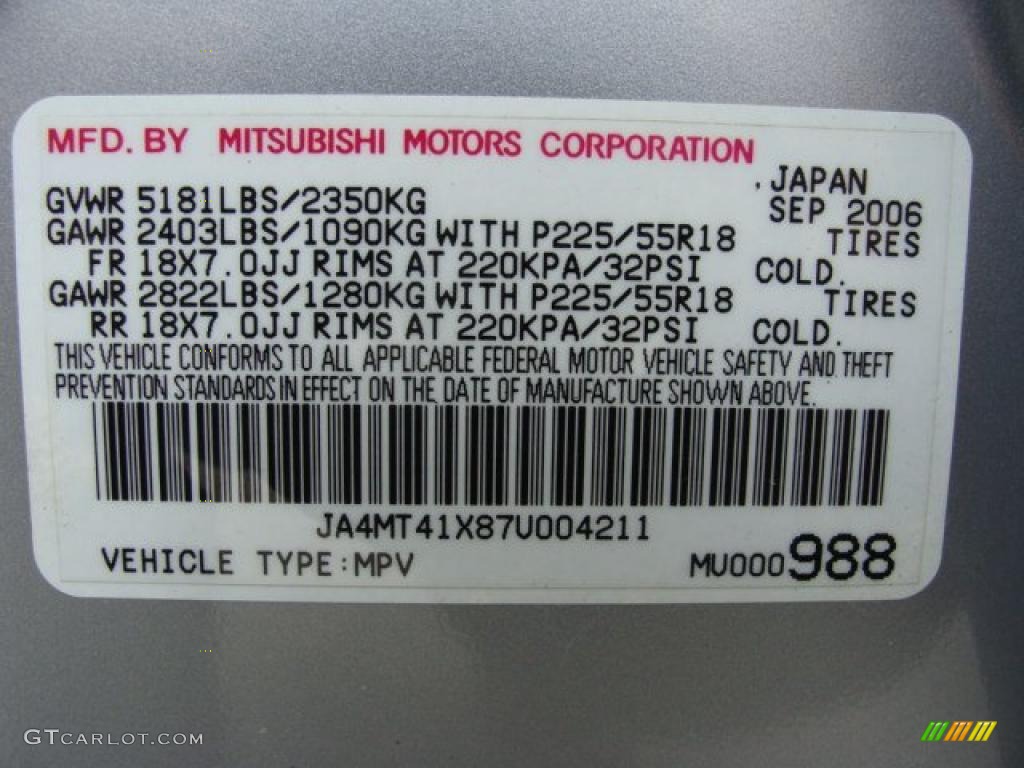 MFD. BY MITSUBISHI MOTORS CORPORATION
JAPAN
GVWR 5181LBS/2350KG SEP 2006
GAWR 2403LBS/1090KG WITH P225/55R18 TIRES
FR 18X7.0JJ RIMS AT 220KPA/32PSI COLD.
GAWR 2822LBS/1280KG WITH P225/55R18 TIRES
RR 18X7.0JJ RIMS AT 220KPA/32PSI COLD.
THIS VEHICLE CONFORMS TO ALL APPLICABLE FEDERAL MOTOR VEHICLE SAFETY AND THEFT
PREVENTION STANDARDS IN EFFECT ON THE DATE OF MANUFACTURE SHOWN ABOVE.
JA4MT41X87U004211
VEHICLE TYPE:MPV MU000988
GTCARLOT.COM